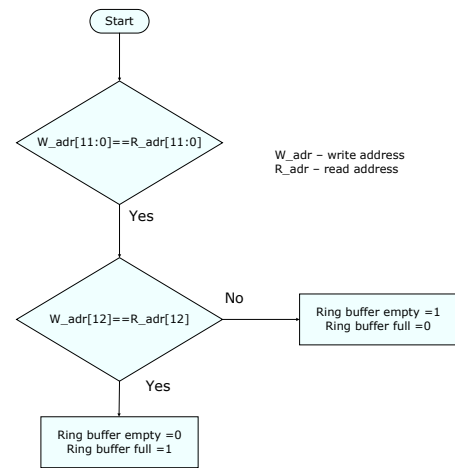 Start
W_adr[11:0]==R_adr[11:0]
W_adr – write address
R_adr – read address
Yes
W_adr[12]==R_adr[12]
No
Ring buffer empty =1
Ring buffer full =0
Yes
Ring buffer empty =0
Ring buffer full =1